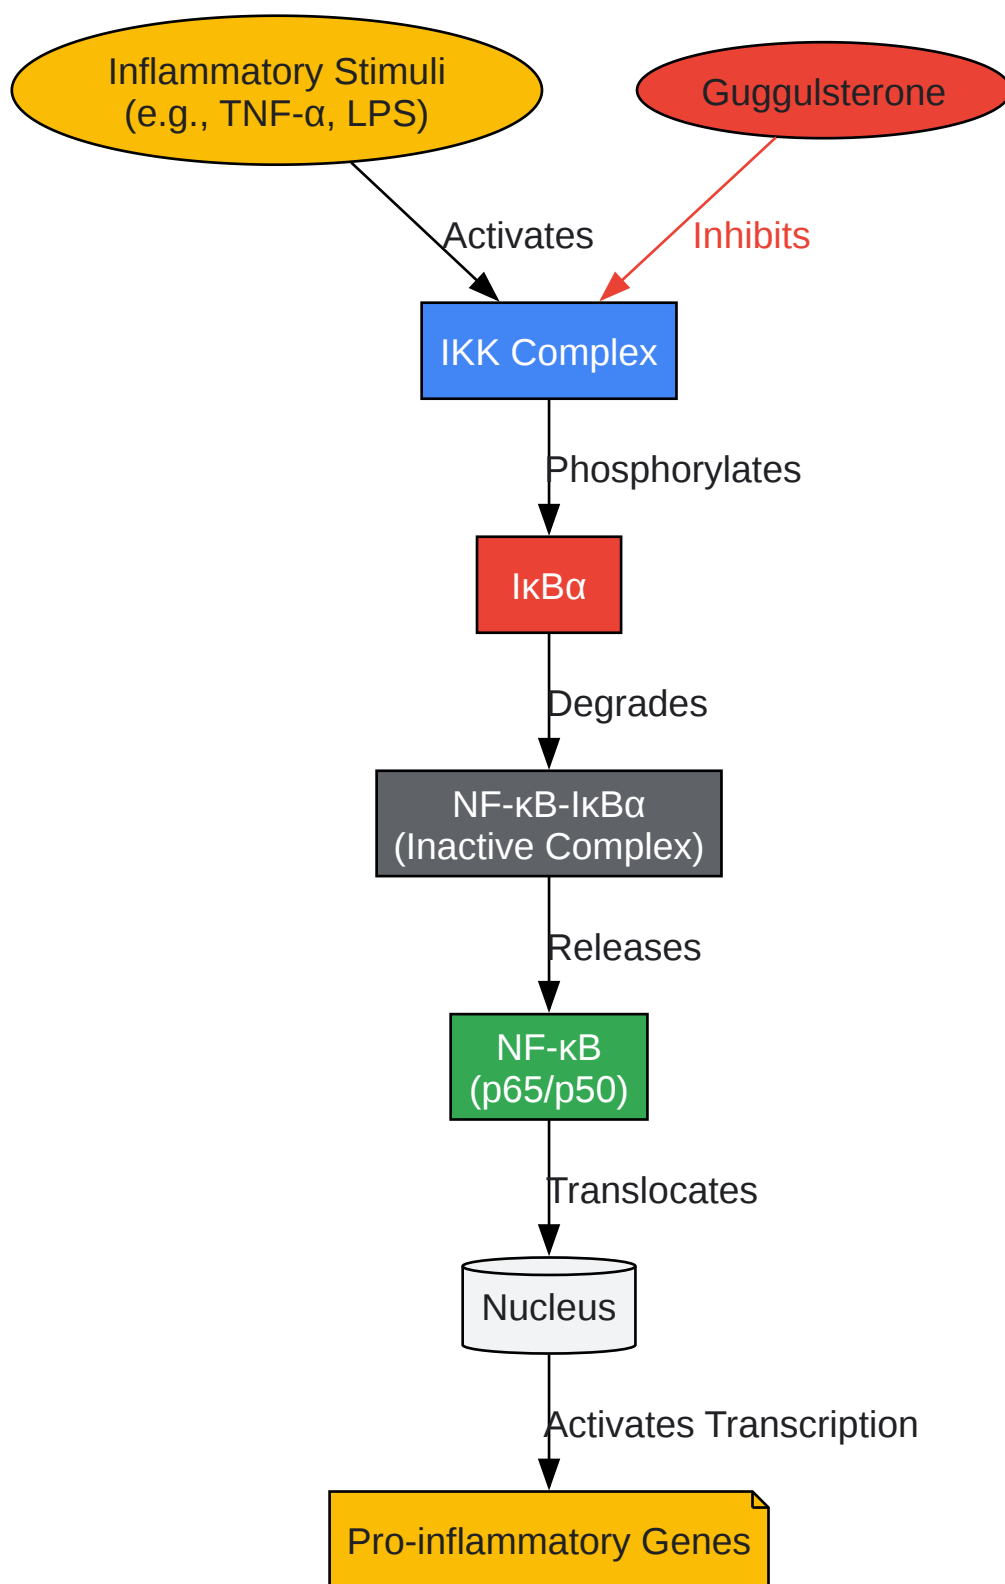 Inflammatory Stimuli
(e.g., TNF-α, LPS)
Guggulsterone
Activates
Inhibits
IKK Complex
Phosphorylates
IκBα
Degrades
NF-κB-IκBα
(Inactive Complex)
Releases
NF-κB
(p65/p50)
Translocates
Nucleus
Activates Transcription
Pro-inflammatory Genes